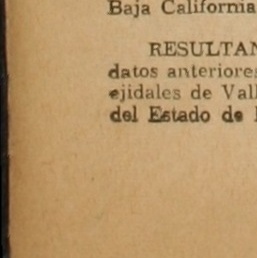 Baja California
RESULTAN
datos anteriores
ejidales de Vall
del Estado de